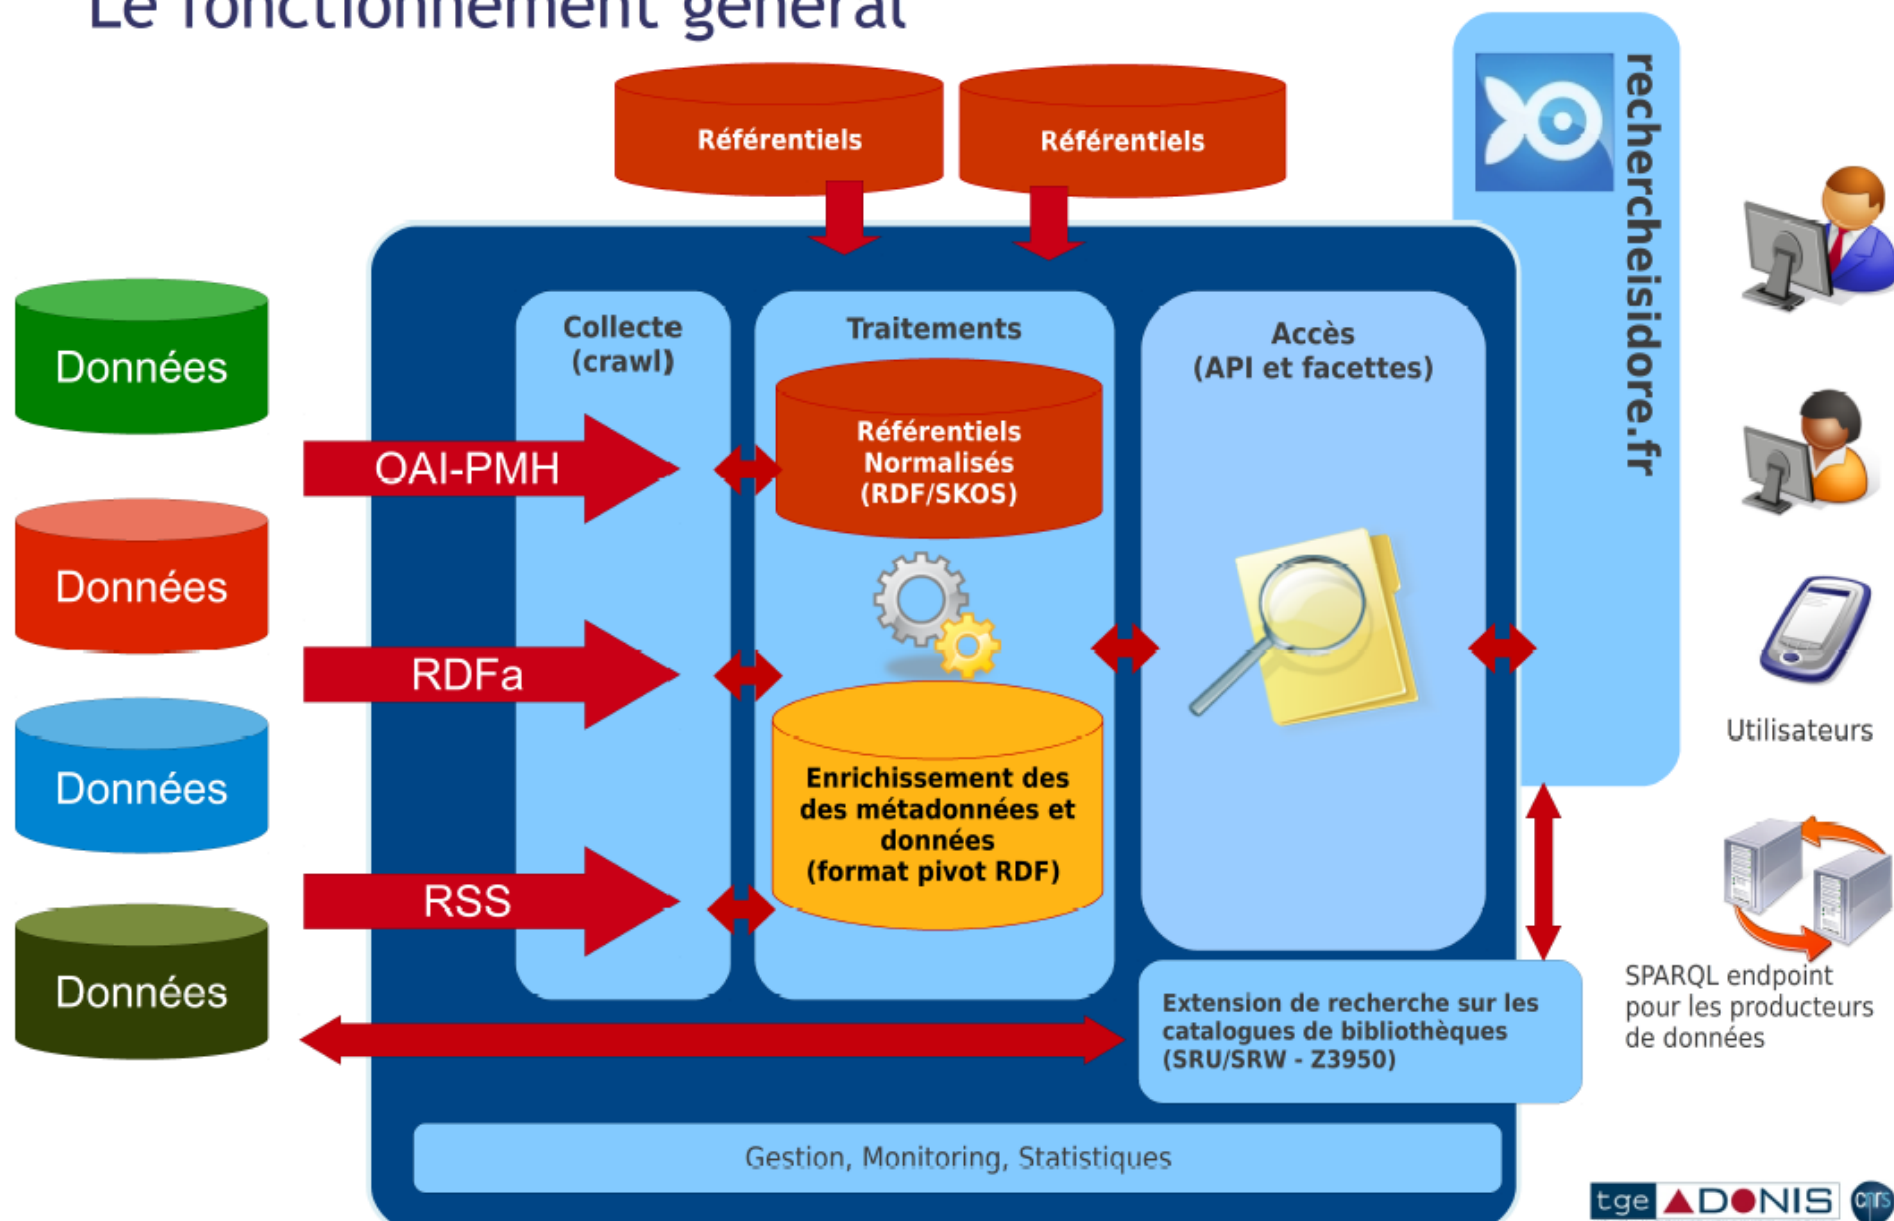 Le fonctionnement général
Référentiels
Référentiels
rechercheisidore.fr
Données
Données
Données
Données
Collecte
(crawl)
OAI-PMH
RDFa
RSS
Traitements
Référentiels
Normalisés
(RDF/SKOS)
Enrichissement des
des métadonnées et
données
(format pivot RDF)
Accès
(API et facettes)
Extension de recherche sur les
catalogues de bibliothèques
(SRU/SRW - Z3950)
Gestion, Monitoring, Statistiques
Utilisateurs
SPARQL endpoint
pour les producteurs
de données
tge ADONIS cnrs